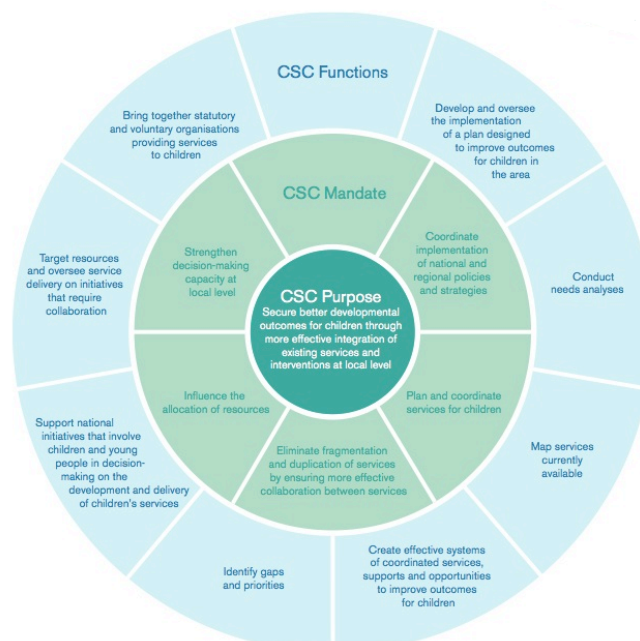 CSC Functions
Develop and oversee
the implementation
of a plan designed
to improve outcomes
for children in
the area
Conduct
needs analyses
Map services
currently
available
Create effective systems
of coordinated services,
supports and opportunities
to improve outcomes
for children
Identify gaps
and priorities
Support national
initiatives that involve
children and young
people in decision-
making on the
development and delivery
of children's services
Target resources
and oversee service
delivery on initiatives
that require
collaboration
Bring together statutory
and voluntary organisations
providing services
to children
CSC Mandate
Coordinate
implementation
of national and
regional policies
and strategies
Plan and coordinate
services for children
Eliminate fragmentation
and duplication of services
by ensuring more effective
collaboration between services
Influence the
allocation of resources
Strengthen
decision-making
capacity at
local level
CSC Purpose
Secure better developmental
outcomes for children through
more effective integration of
existing services and
interventions at local level